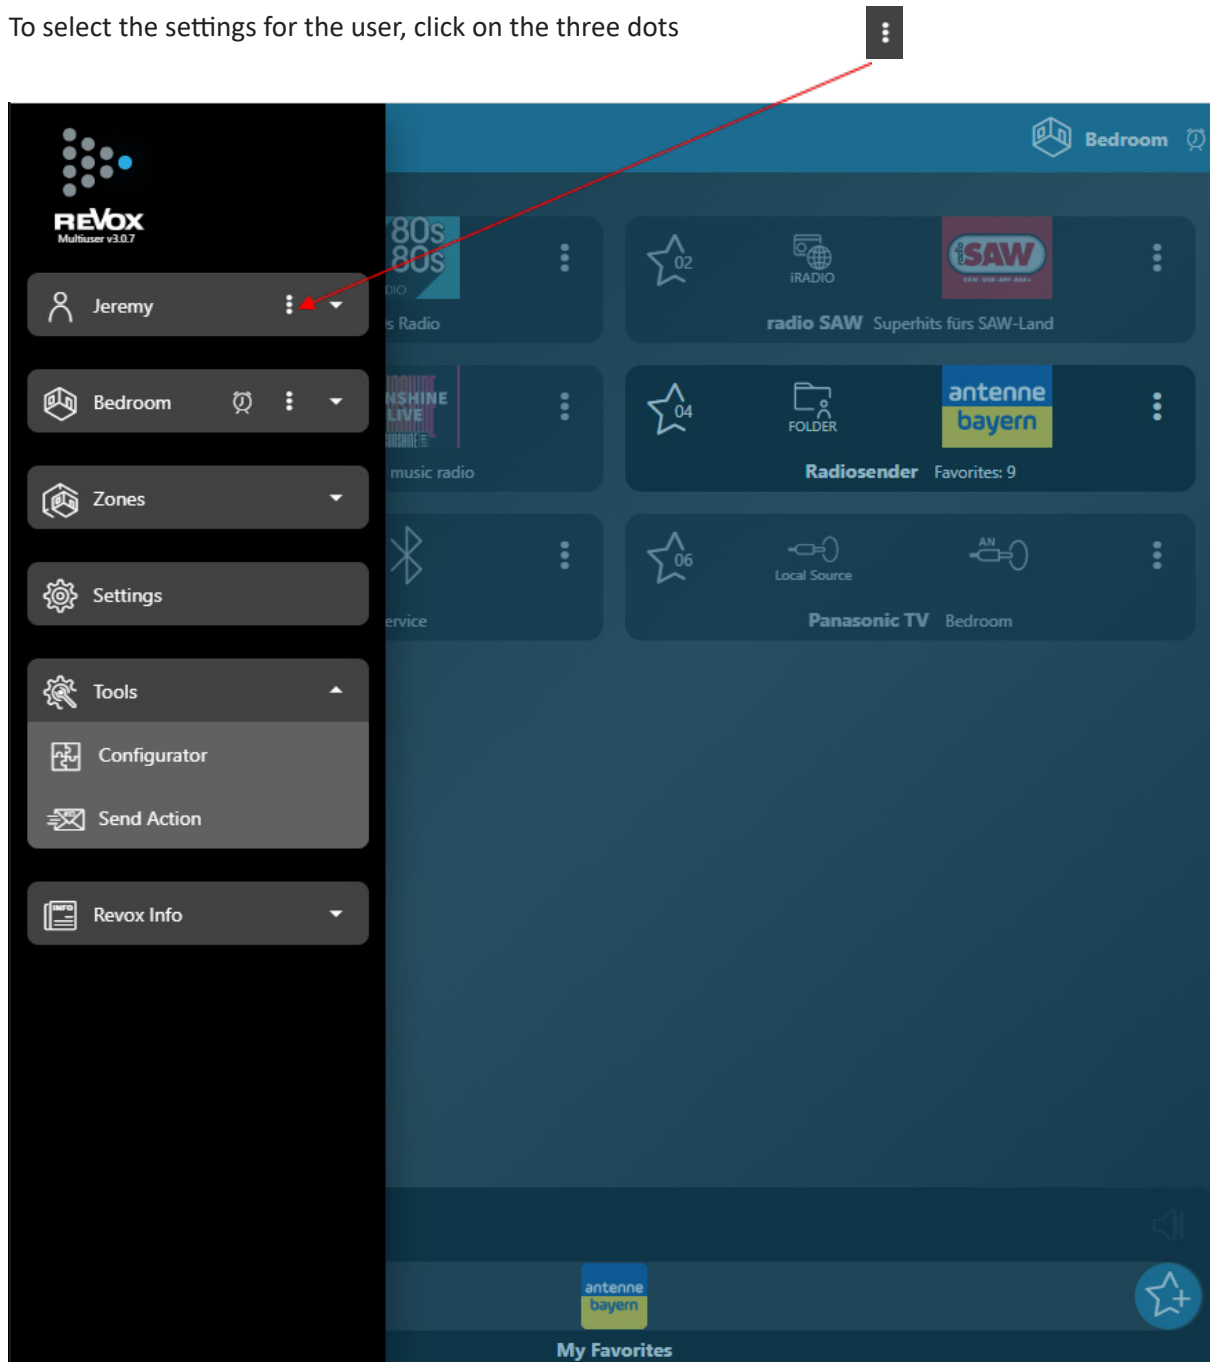 To select the settings for the user, click on the three dots
REVOX
Multiuser v3.0.7
Bedroom
Jeremy
Bedroom
Zones
Settings
Tools
Configurator
Send Action
INFO
Revox Info
80s
80s
DIO
s Radio
02
iRADIO
radio SAW
radio SAW Superhits fürs SAW-Land
NSHINE
LIVE
music radio
04
FOLDER
antenne
bayern
Radiosender Favorites: 9
ervice
06
Local Source
AN
Panasonic TV Bedroom
antenne
bayern
My Favorites